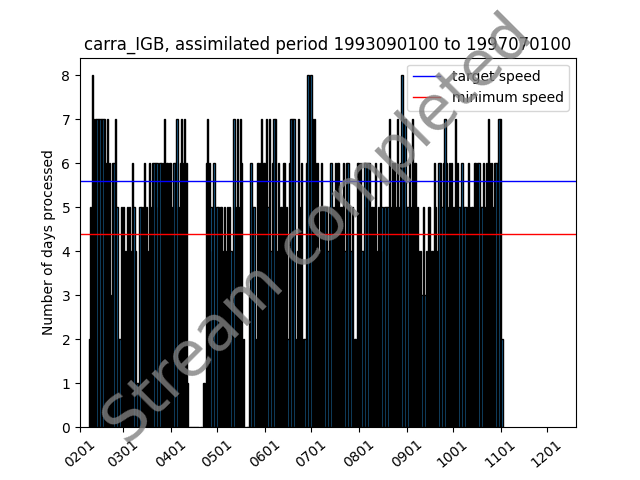 carra_IGB, assimilated period 1993090100 to 1997070100
target speed
minimum speed
Number of days processed
8
7
6
5
4
3
2
1
0
0201 0301 0401 0501 0601 0701 0801 0901 1001 1101 1201
Stream completed